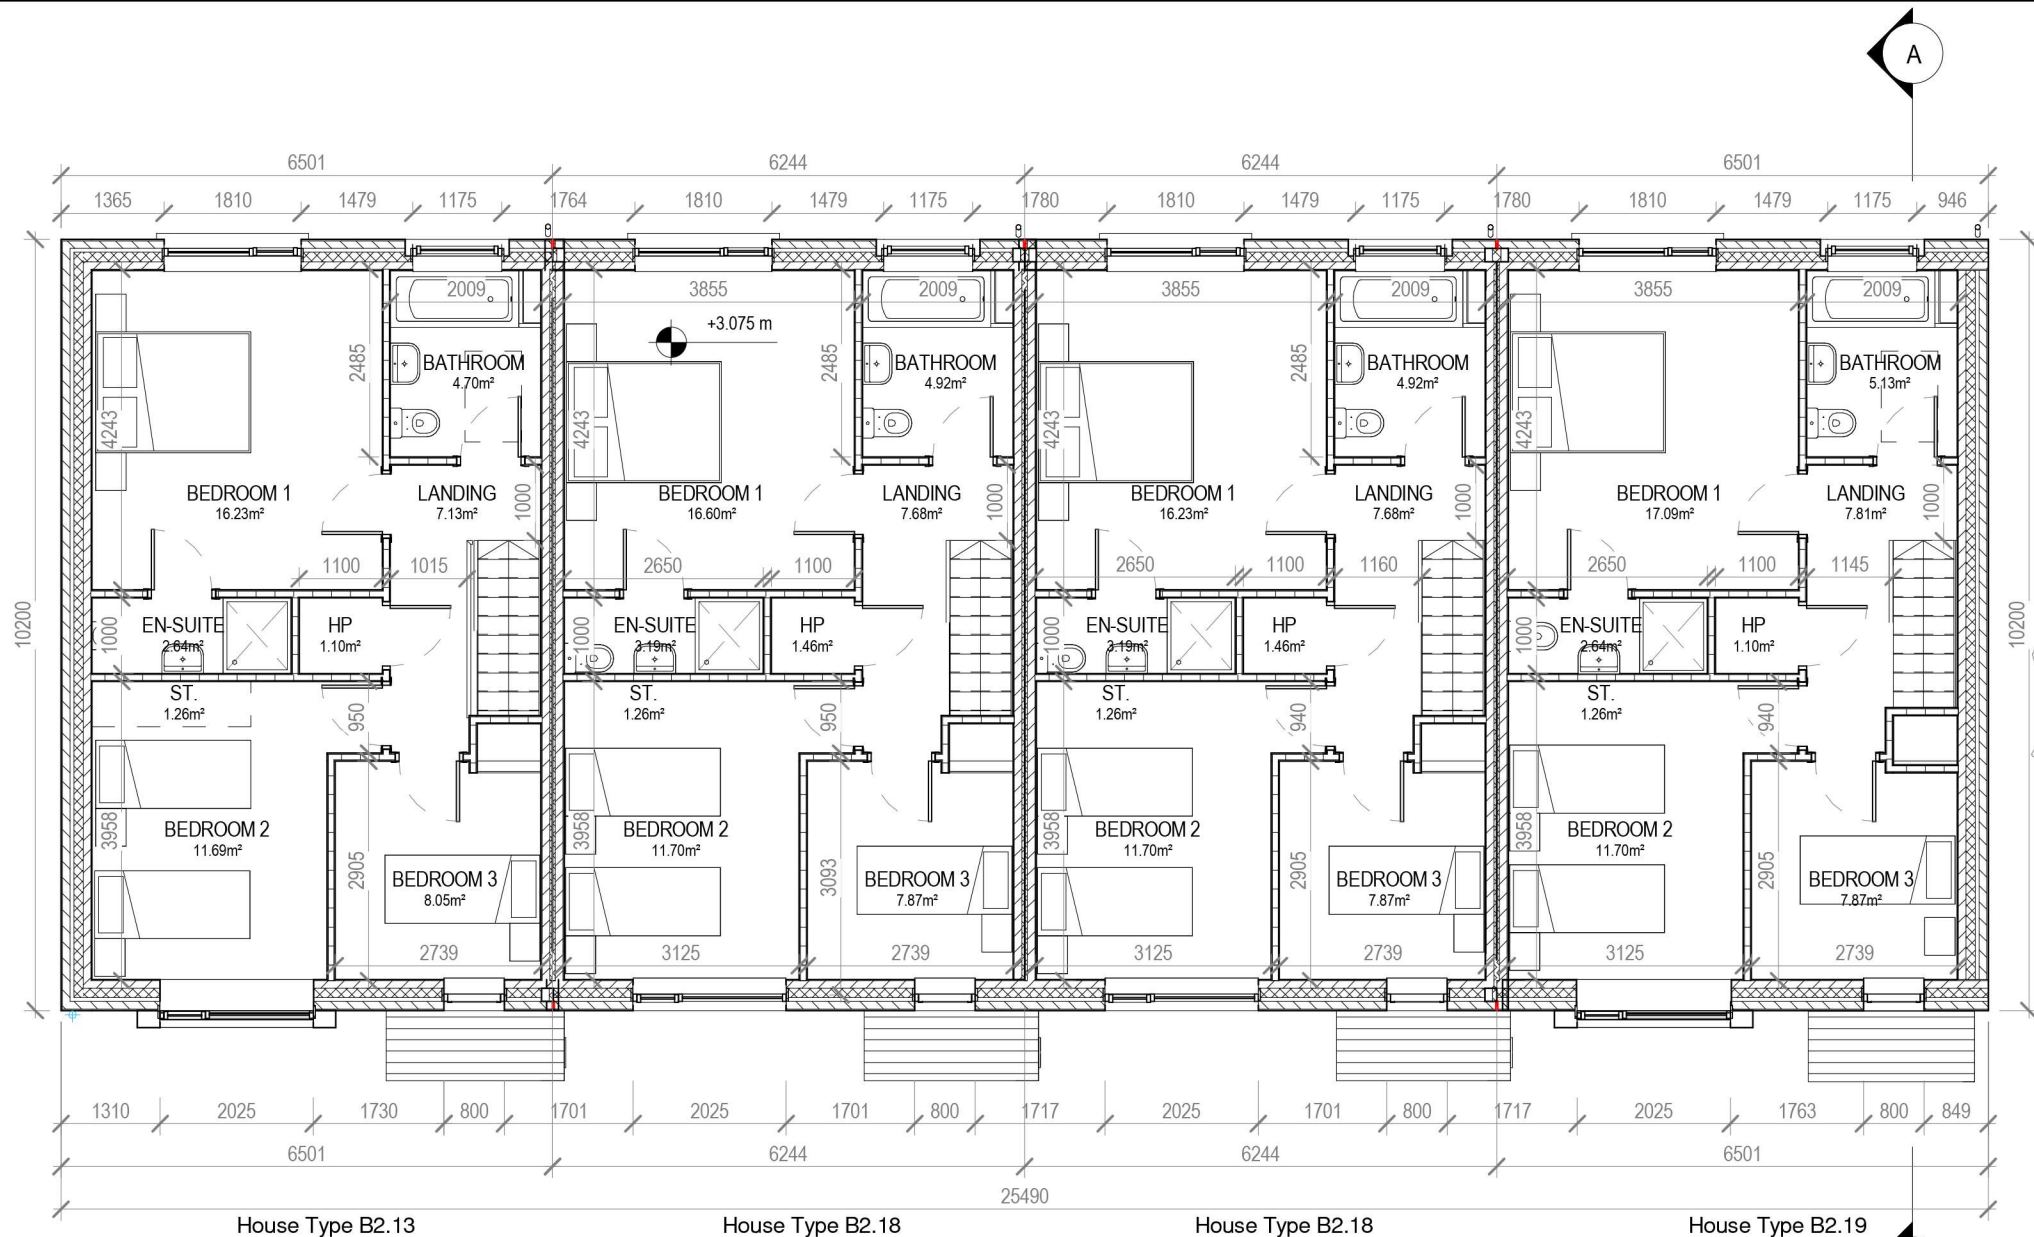 A
6501 6244 6244 6501
1365 1810 1479 1175 1764 1810 1479 1175 1780 1810 1479 1175 1780 1810 1479 1175 946
2009 3855 2009 3855 2009 3855 2009
+3.075 m
2485 2485 2485
BATHROOM BATHROOM BATHROOM BATHROOM
4.70m² 4.92m² 4.92m² 5.13m²
4243 4243 4243 4243
BEDROOM 1 LANDING BEDROOM 1 LANDING BEDROOM 1 LANDING BEDROOM 1 LANDING
16.23m² 7.13m² 16.60m² 7.68m² 16.23m² 7.68m² 17.09m² 7.81m²
1000 1000 1000 1000
1100 1015 2650 1100 2650 1100 1160 2650 1100 1145
10200 10200
1000 1000 1000 1000
EN-SUITE HP EN-SUITE HP EN-SUITE HP EN-SUITE HP
2.64m² 1.10m² 3.19m² 1.46m² 3.19m² 1.46m² 2.64m² 1.10m²
ST. ST. ST. ST.
1.26m² 1.26m² 1.26m² 1.26m²
950 950 940 940
3958 3958 3958 3958
BEDROOM 2 BEDROOM 2 BEDROOM 2 BEDROOM 2
11.69m² 11.70m² 11.70m² 11.70m²
2905 3093 2905 2905
BEDROOM 3 BEDROOM 3 BEDROOM 3 BEDROOM 3
8.05m² 7.87m² 7.87m² 7.87m²
2739 3125 2739 3125 2739 3125 2739
1310 2025 1730 800 1701 2025 1701 800 1717 2025 1701 800 1717 2025 1763 800 849
6501 6244 6244 6501
25490
House Type B2.13 House Type B2.18 House Type B2.18 House Type B2.19